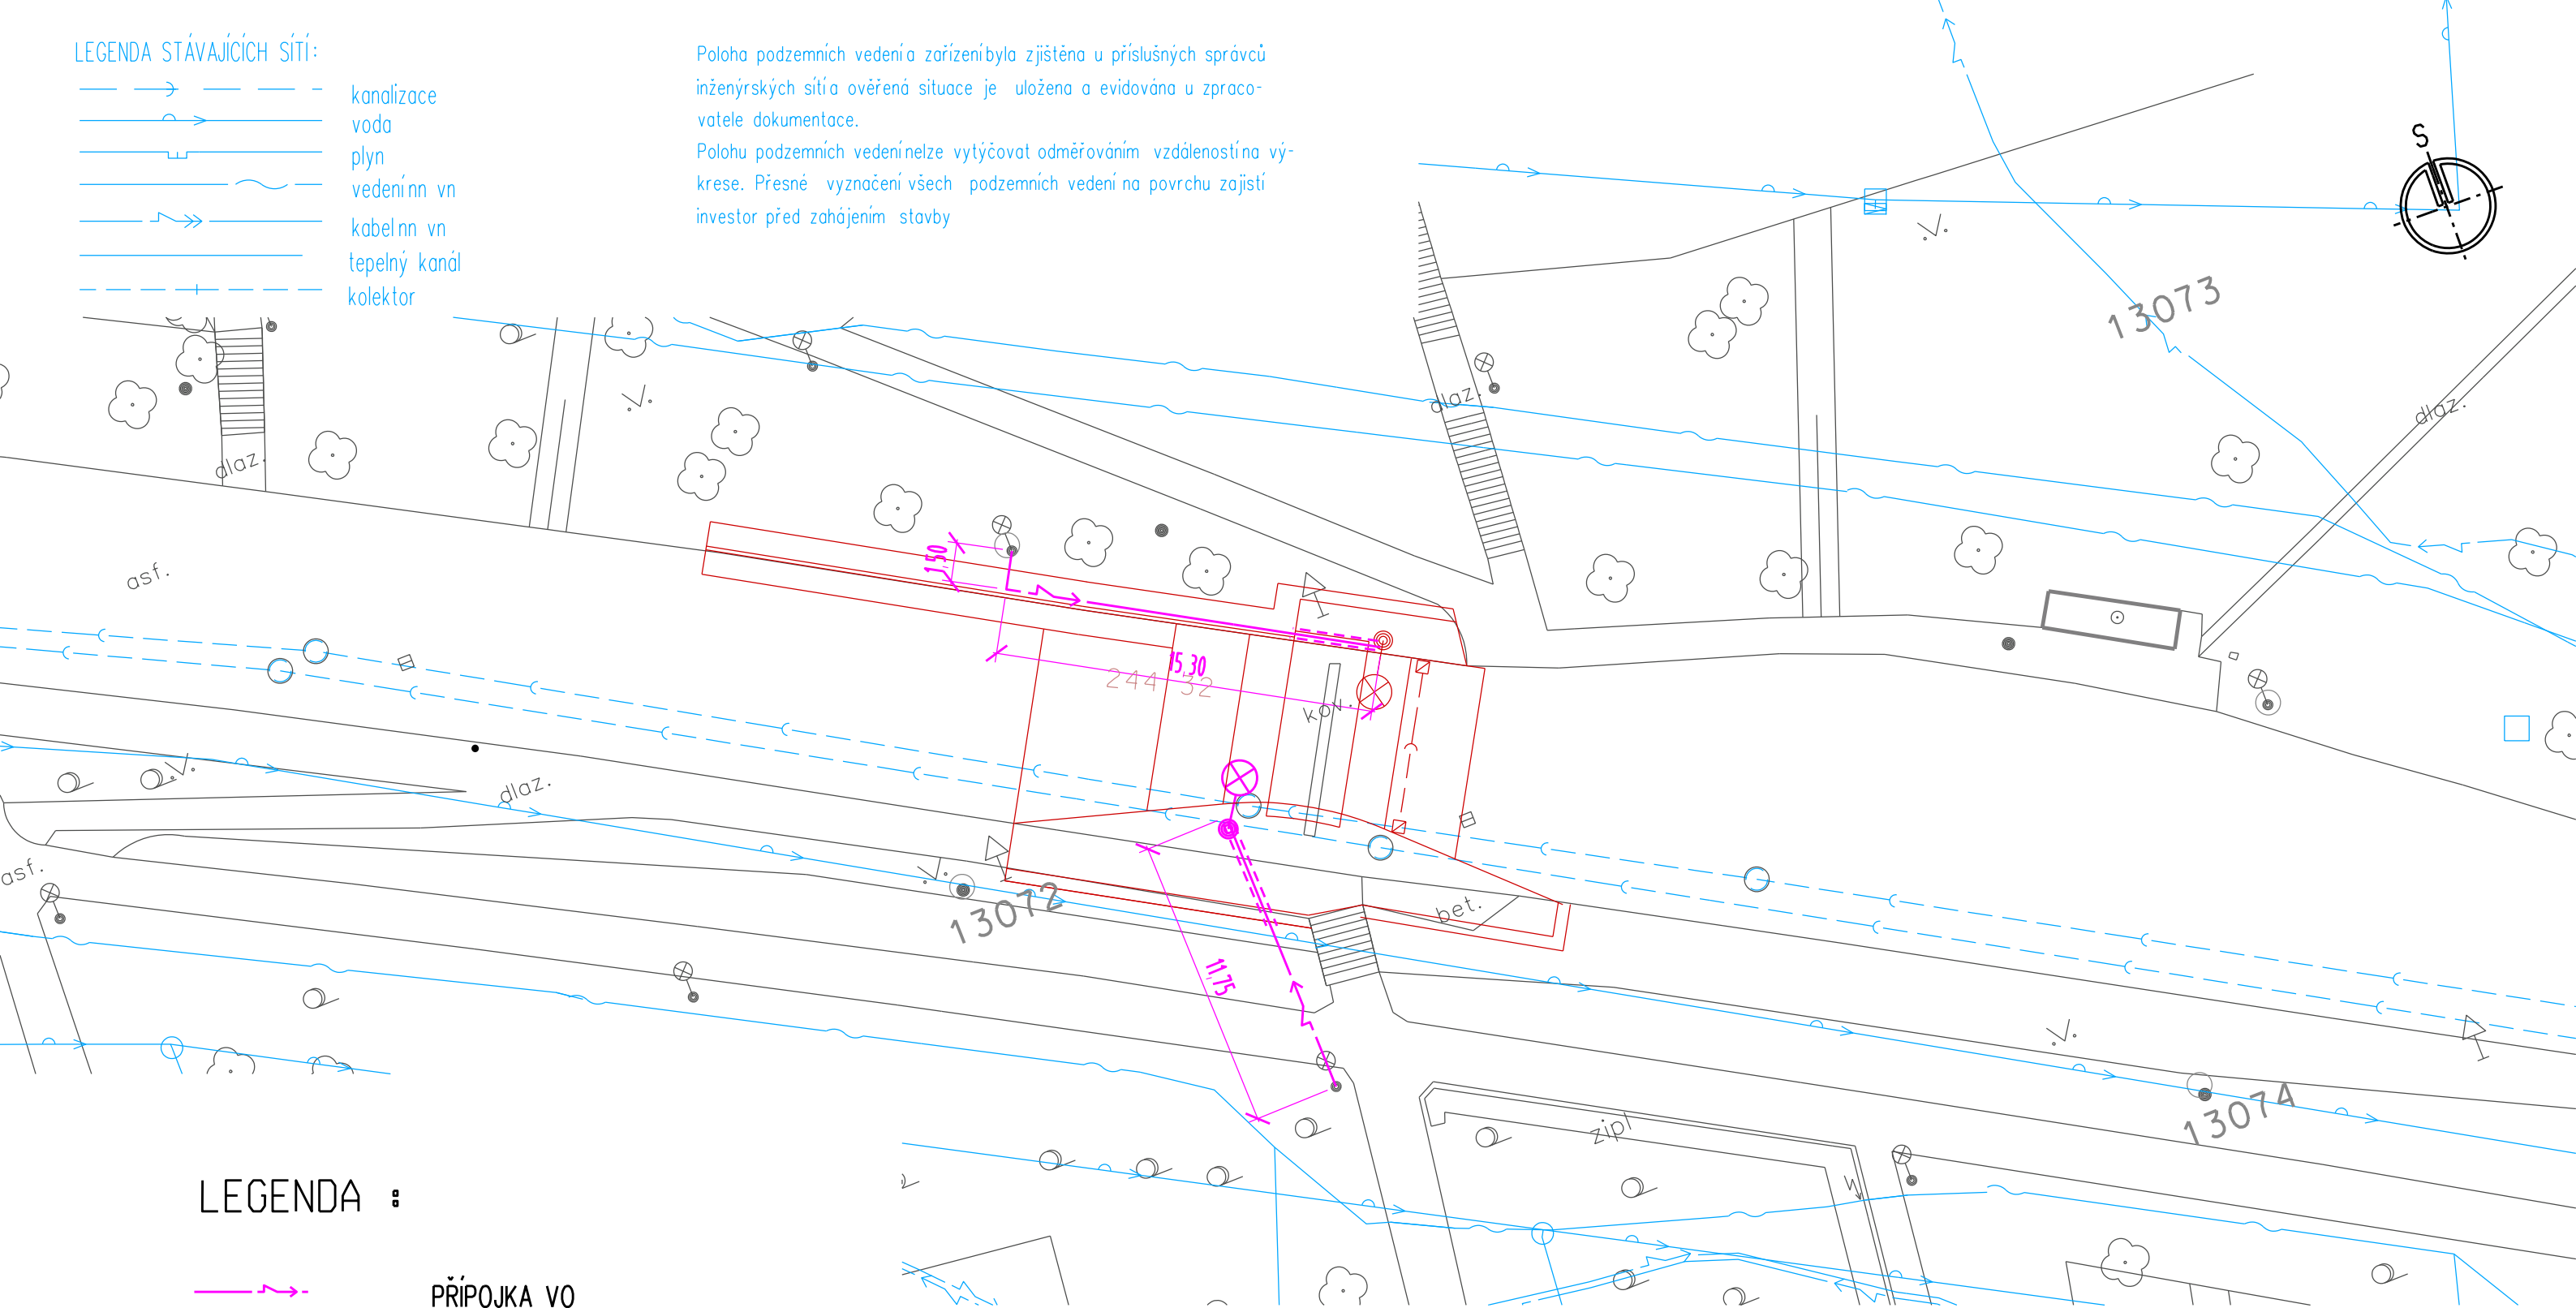 LEGENDA STÁVAJÍCÍCH SÍTÍ:
kanalizace
voda
plyn
vedení nn vn
kabel nn vn
tepelný kanál
kolektor
Poloha podzemních vedení a zařízení byla zjištěna u příslušných správců
inženýrských sítí a ověřená situace je uložena a evidována u zpraco-
vatele dokumentace.
Polohu podzemních vedení nelze vytýčovat odměřováním vzdáleností na vý-
krese. Přesné vyznačení všech podzemních vedení na povrchu zajistí
investor před zahájením stavby
S
13073
dlaz.
dlaz.
dlaz.
asf.
1,50
15,30
244 32
kov.
dlaz.
asf.
13072
bet.
11,75
13074
zipl
LEGENDA :
PŘÍPOJKA VO